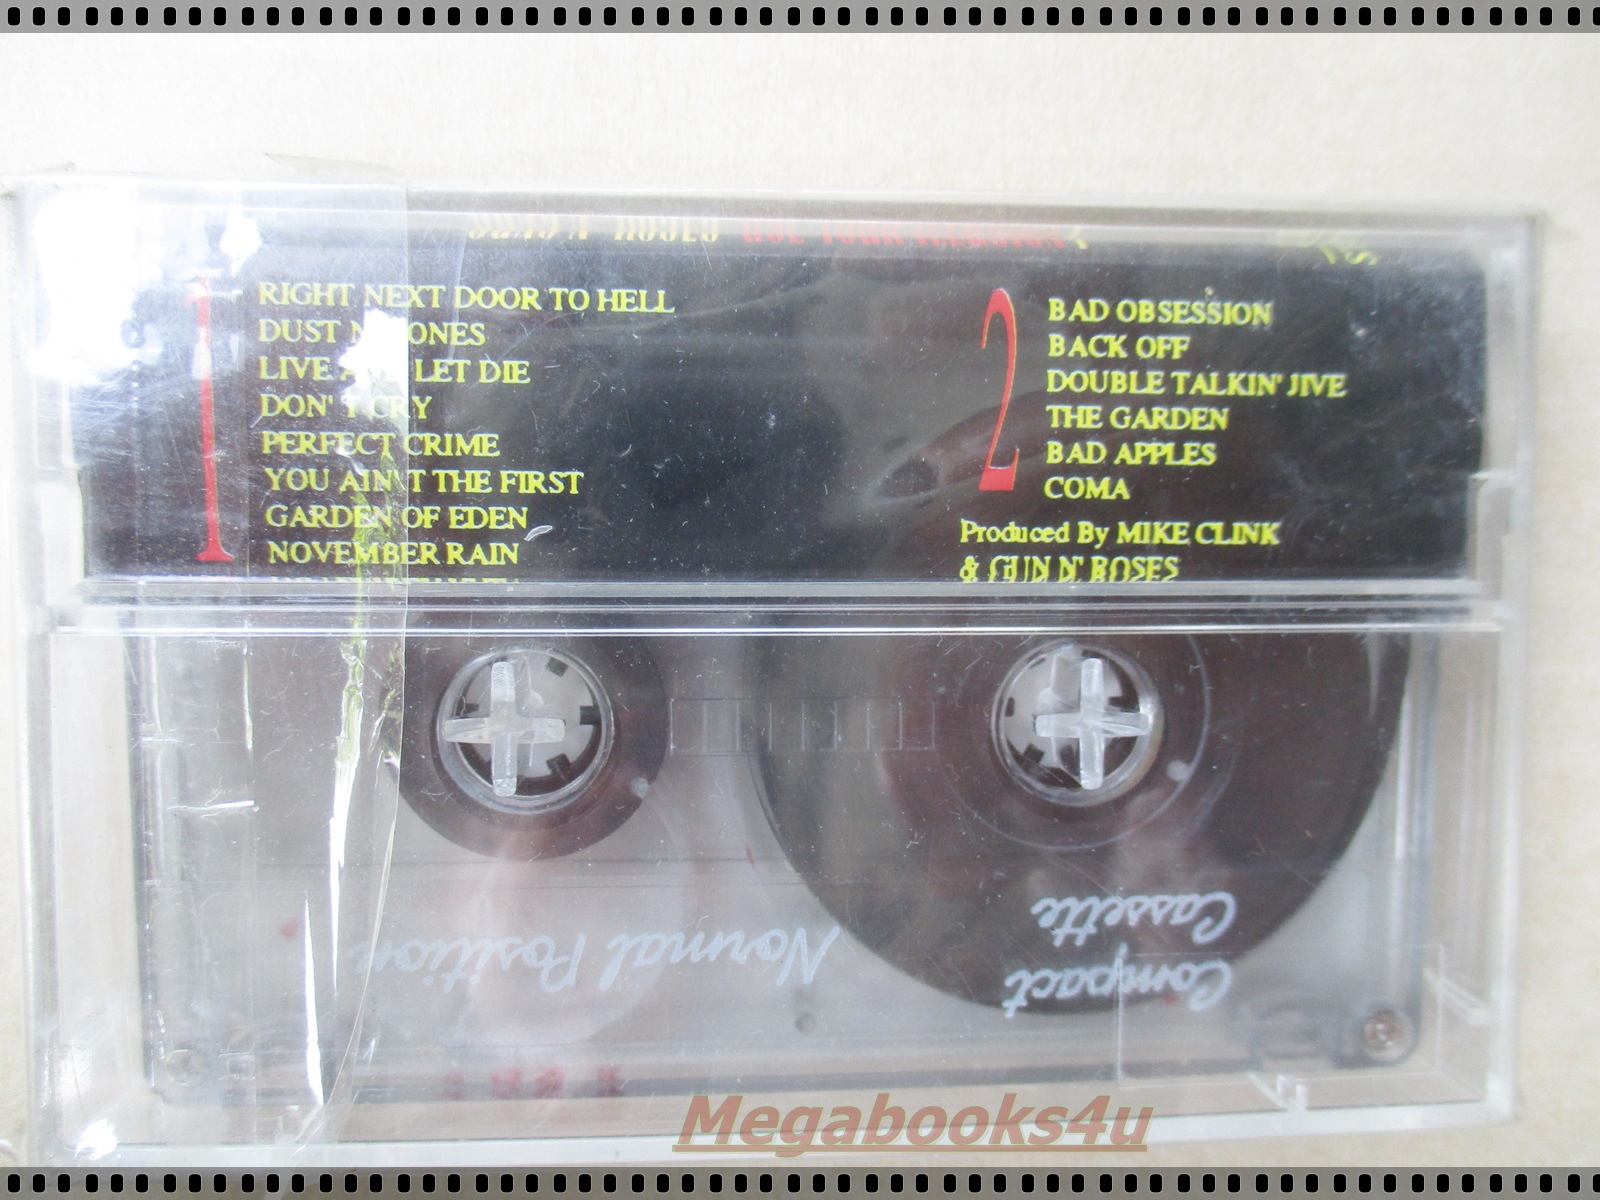 1
RIGHT NEXT DOOR TO HELL
DUST N ONES
LIVE LET DIE
DON'T CRY
PERFECT CRIME
YOU AIN'T THE FIRST
GARDEN OF EDEN
NOVEMBER RAIN
2
BAD OBSESSION
BACK OFF
DOUBLE TALKIN' JIVE
THE GARDEN
BAD APPLES
COMA
Produced By MIKE CLINK
& GUN N' ROSES
Compact
Cassette
Normal Position
Megabooks4u